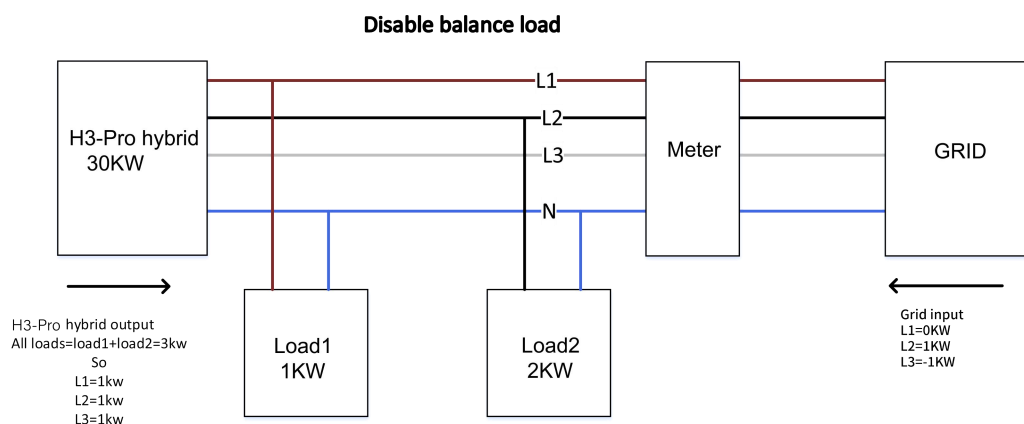 Disable balance load
L1
L2
L3
N
H3-Pro hybrid
30KW
Meter
GRID
Load1
1KW
Load2
2KW
H3-Pro hybrid output
All loads=load1+load2=3kw
So
L1=1kw
L2=1kw
L3=1kw
Grid input
L1=0KW
L2=1KW
L3=-1KW